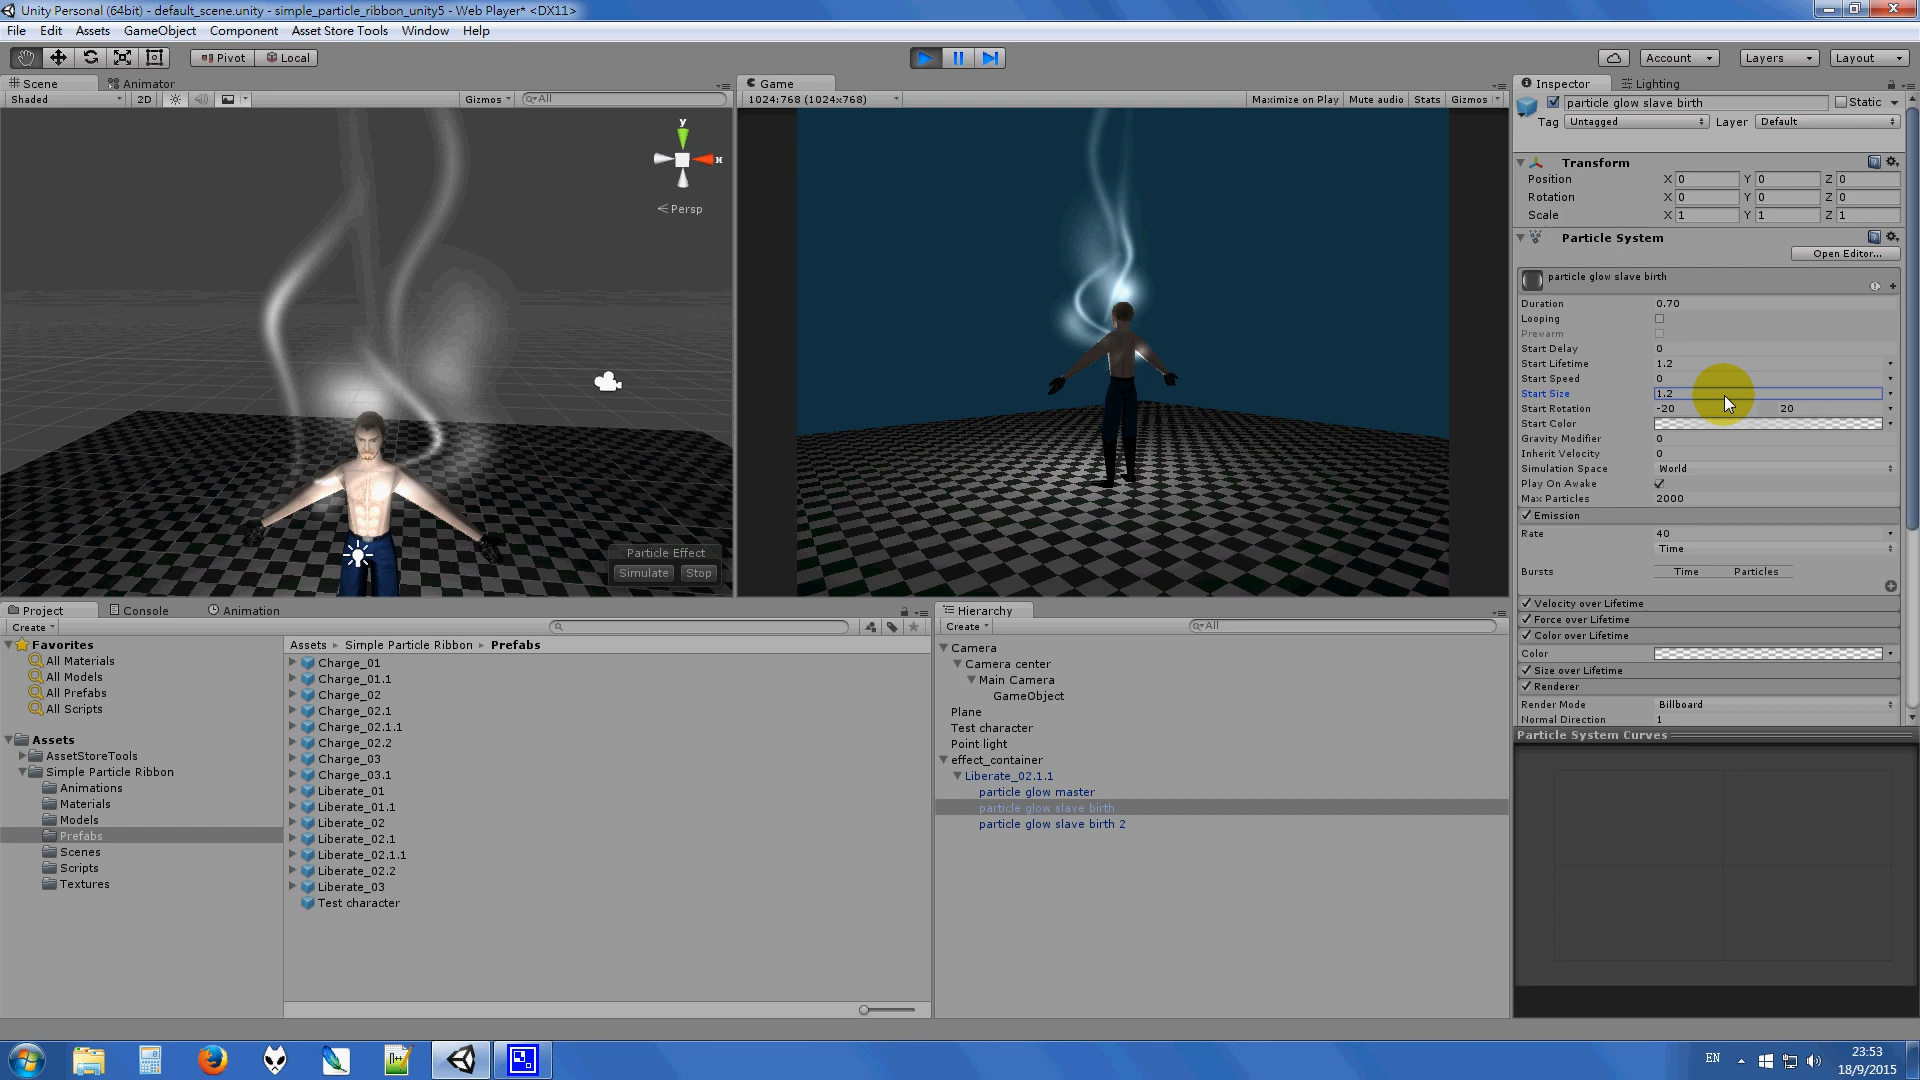 Unity Personal (64bit) - default_scene.unity - simple_particle_ribbon_unity5 - Web Player* <DX11>
File Edit Assets GameObject Component Asset Store Tools Window Help
Pivot Local
Account Layers Layout
Scene Animator
Shaded 2D Gizmos All
Game
1024:768 (1024x768) Maximize on Play Mute audio Stats Gizmos
y
x
Persp
Particle Effect
Simulate Stop
Inspector Lighting
particle glow slave birth Static
Tag Untagged Layer Default
Transform
Position X 0 Y 0 Z 0
Rotation X 0 Y 0 Z 0
Scale X 1 Y 1 Z 1
Particle System
Open Editor...
particle glow slave birth
Duration 0.70
Looping
Prewarm
Start Delay 0
Start Lifetime 1.2
Start Speed 0
Start Size 1.2
Start Rotation -20 20
Start Color
Gravity Modifier 0
Inherit Velocity 0
Simulation Space World
Play On Awake
Max Particles 2000
Emission
Rate 40
Time
Bursts Time Particles
Velocity over Lifetime
Force over Lifetime
Color over Lifetime
Color
Size over Lifetime
Renderer
Render Mode Billboard
Normal Direction 1
Particle System Curves
Project Console Animation
Create
Favorites
All Materials
All Models
All Prefabs
All Scripts
Assets
AssetStoreTools
Simple Particle Ribbon
Animations
Materials
Models
Prefabs
Scenes
Scripts
Textures
Assets Simple Particle Ribbon Prefabs
Charge_01
Charge_01.1
Charge_02
Charge_02.1
Charge_02.1.1
Charge_02.2
Charge_03
Charge_03.1
Liberate_01
Liberate_01.1
Liberate_02
Liberate_02.1
Liberate_02.1.1
Liberate_02.2
Liberate_03
Test character
Hierarchy
Create All
Camera
Camera center
Main Camera
GameObject
Plane
Test character
Point light
effect_container
Liberate_02.1.1
particle glow master
particle glow slave birth
particle glow slave birth 2
EN
23:53
18/9/2015